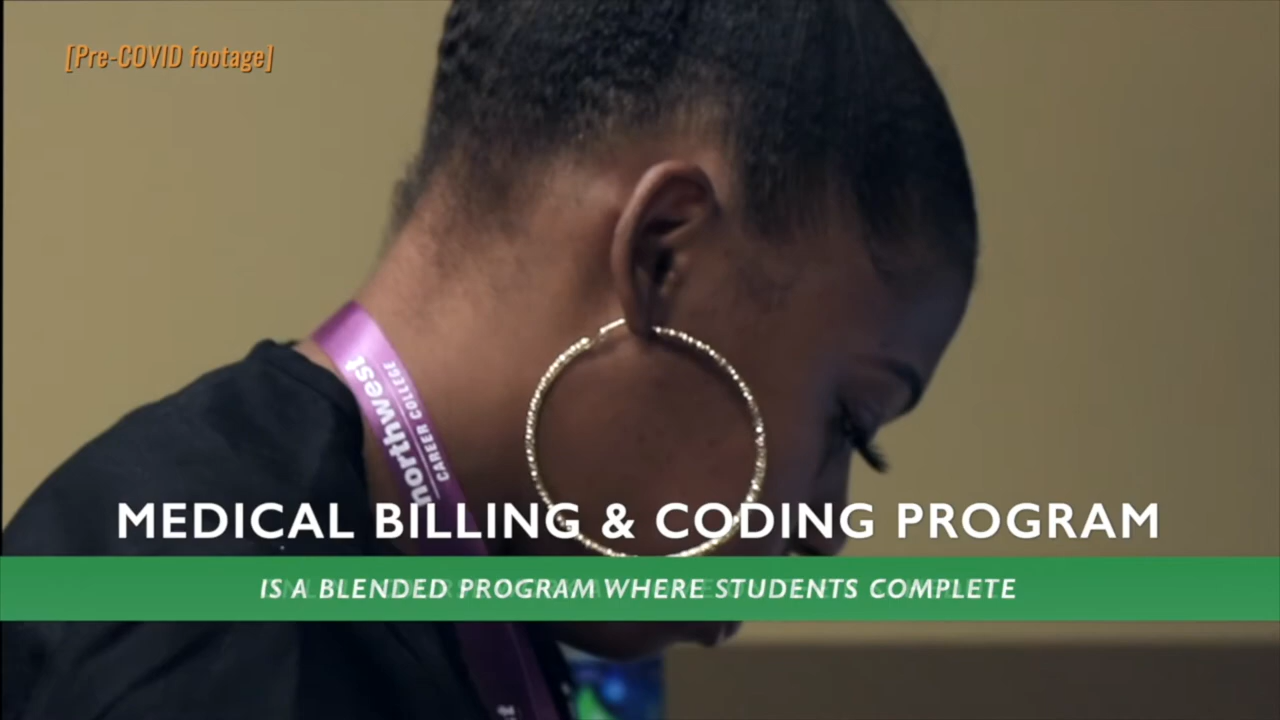 [Pre-COVID footage]
northwest
CAREER COLLEGE
MEDICAL BILLING & CODING PROGRAM
IS A BLENDED PROGRAM WHERE STUDENTS COMPLETE